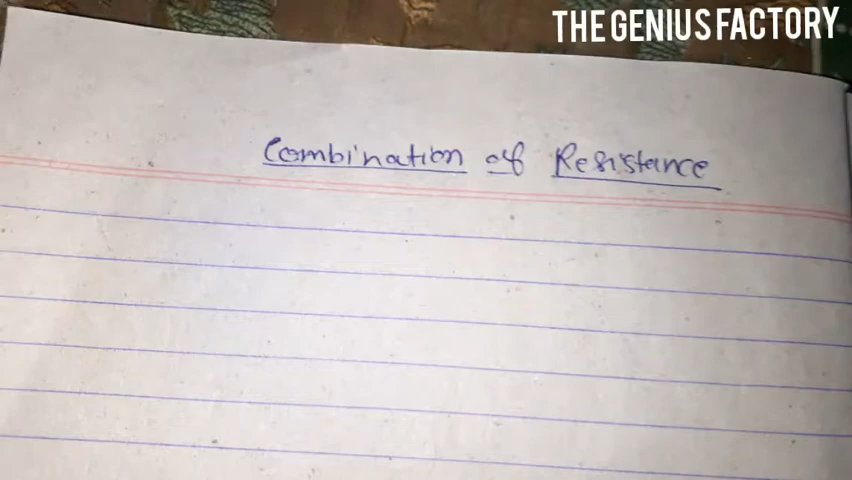 THE GENIUS FACTORY
Combination of Resistance